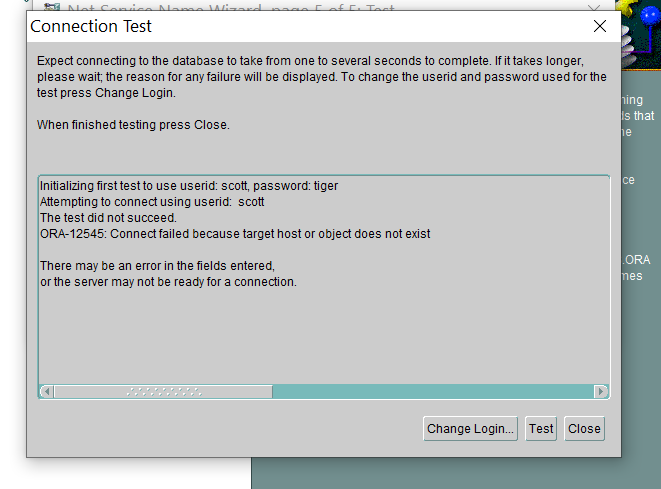 Net Service Name Wizard, page 5 of 5: Test
Connection Test
Expect connecting to the database to take from one to several seconds to complete. If it takes longer,
please wait; the reason for any failure will be displayed. To change the userid and password used for the
test press Change Login.
When finished testing press Close.
Initializing first test to use userid: scott, password: tiger
Attempting to connect using userid:  scott
The test did not succeed.
ORA-12545: Connect failed because target host or object does not exist
There may be an error in the fields entered,
or the server may not be ready for a connection.
Change Login... Test Close
that
.ORA